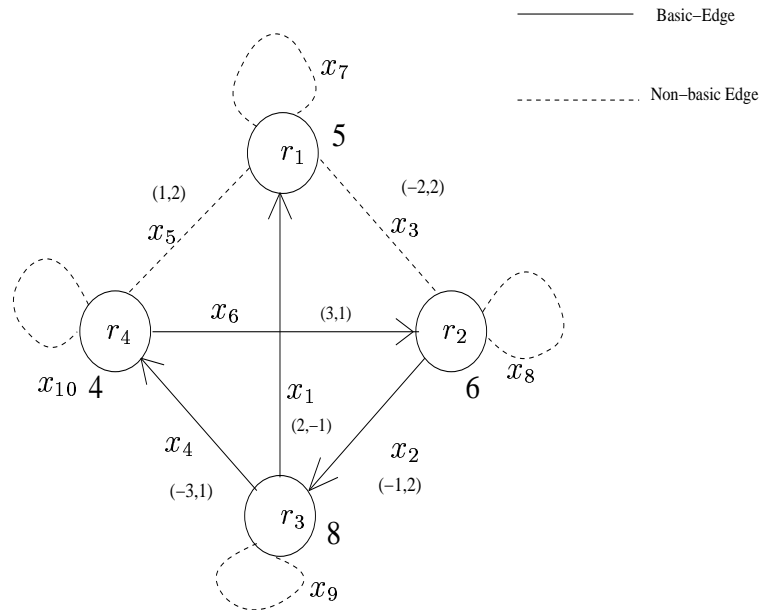 Basic-Edge
Non-basic Edge
x₇
5
r₁
(1,2)
(-2,2)
x₅
x₃
x₆
(3,1)
r₄
r₂
x₁₀
4
x₁
6
x₈
(2,-1)
x₄
x₂
(-3,1)
(-1,2)
r₃
8
x₉